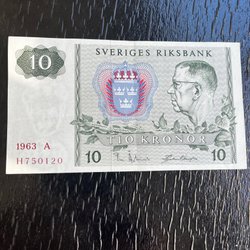 SVERIGES RIKSBANK
10
TIO KRONOR
1963 A
H750120
10